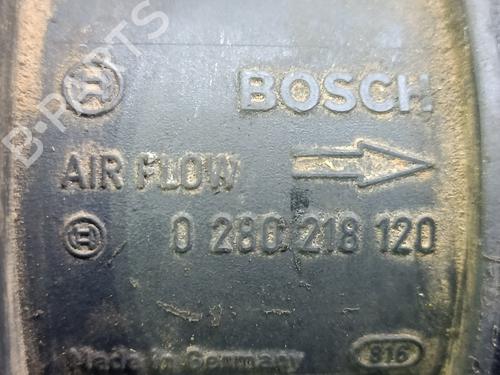 B-PARTS
BOSCH
AIR FLOW
0 280 218 120
Made in Germany
816